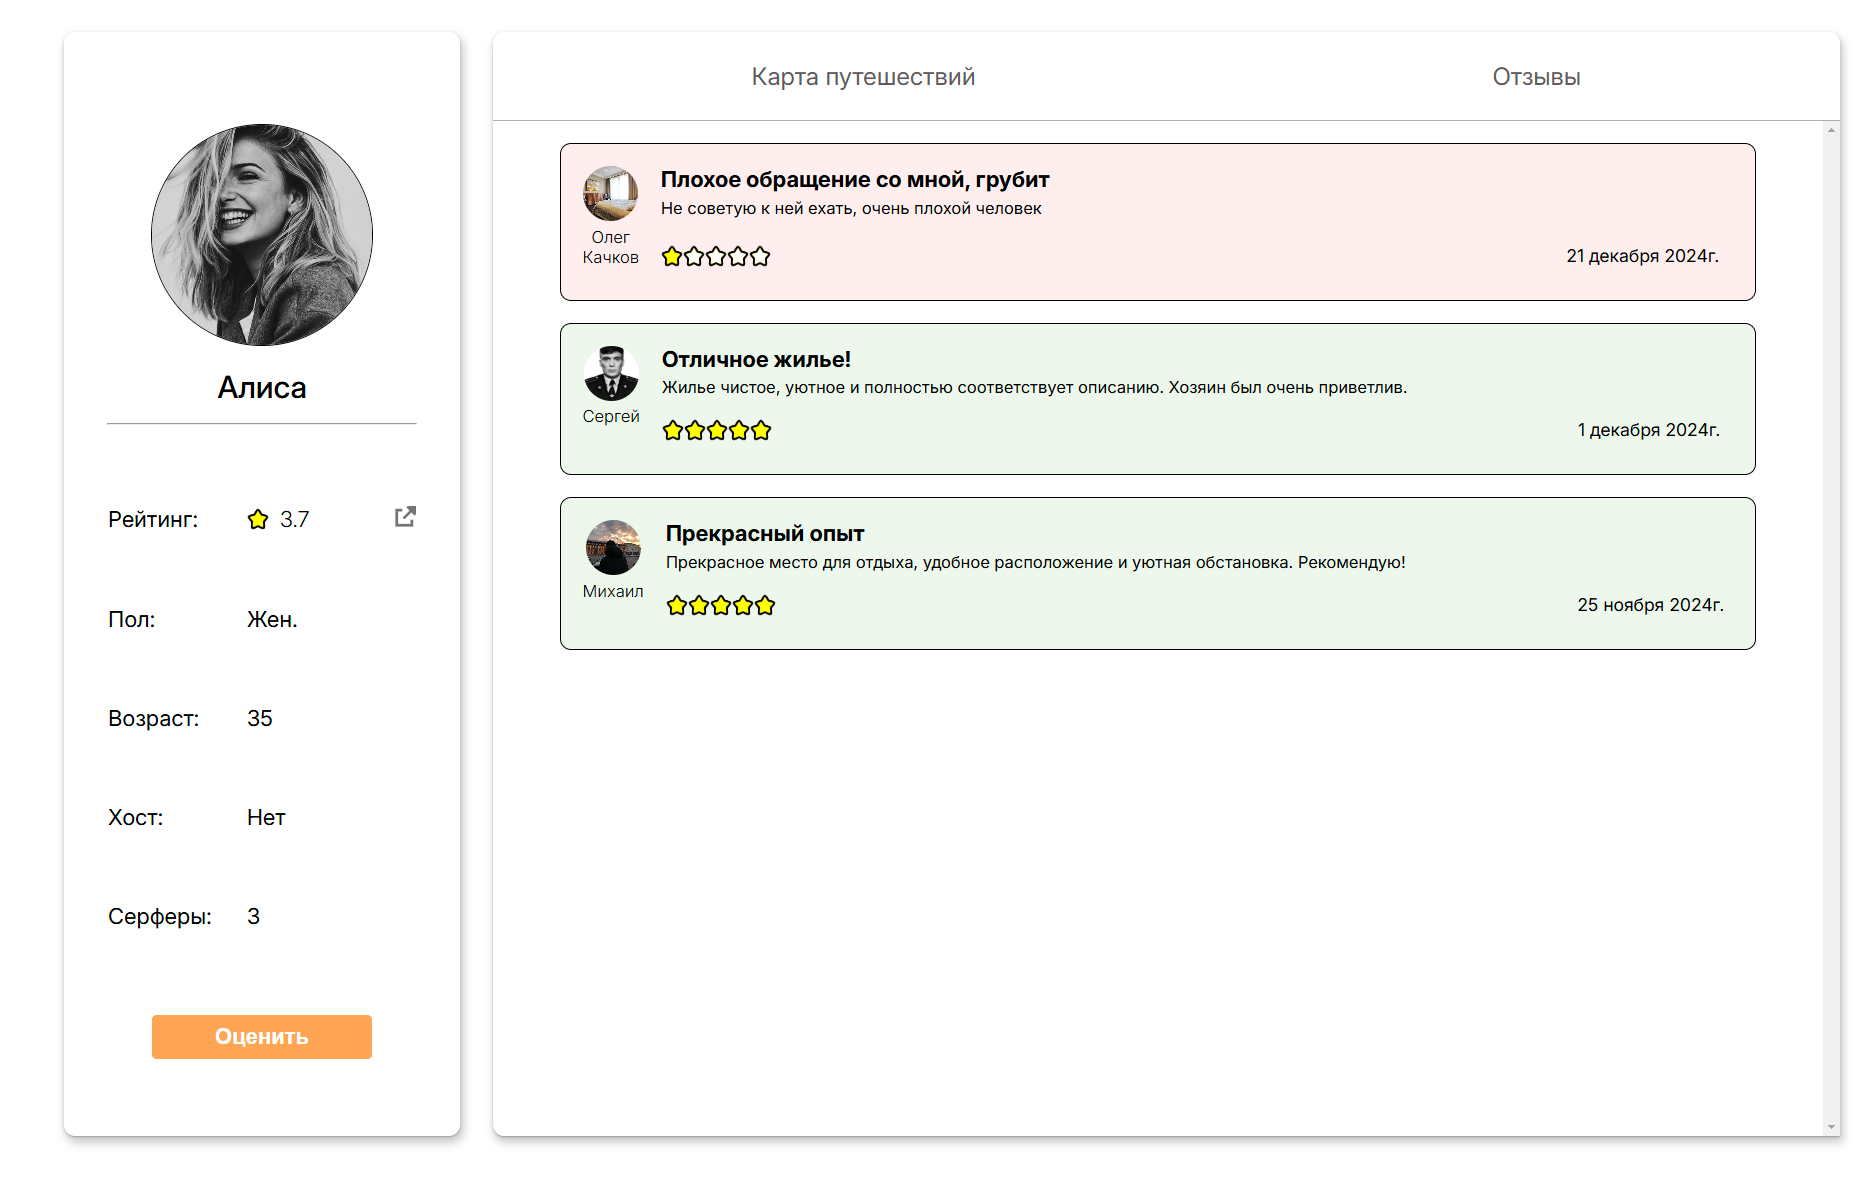 Алиса
Рейтинг: 3.7
Пол: Жен.
Возраст: 35
Хост: Нет
Серферы: 3
Оценить
Карта путешествий Отзывы
Плохое обращение со мной, грубит
Не советую к ней ехать, очень плохой человек
Олег
Качков
21 декабря 2024г.
Отличное жилье!
Жилье чистое, уютное и полностью соответствует описанию. Хозяин был очень приветлив.
Сергей
1 декабря 2024г.
Прекрасный опыт
Прекрасное место для отдыха, удобное расположение и уютная обстановка. Рекомендую!
Михаил
25 ноября 2024г.